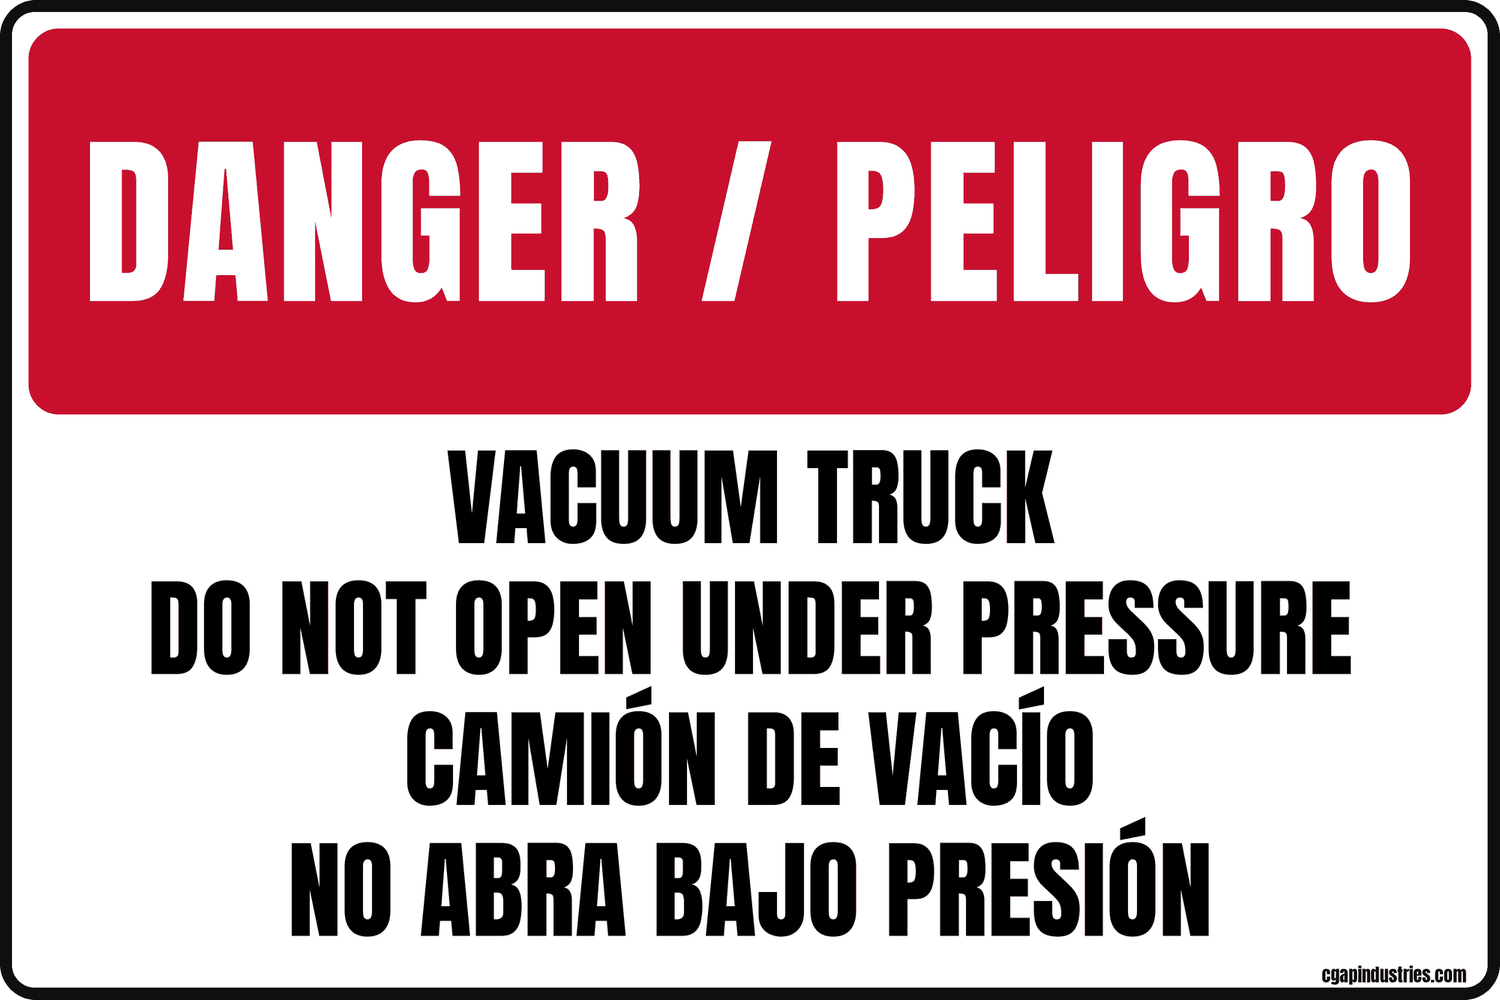 DANGER / PELIGRO
VACUUM TRUCK
DO NOT OPEN UNDER PRESSURE
CAMIÓN DE VACÍO
NO ABRA BAJO PRESIÓN
cgapindustries.com